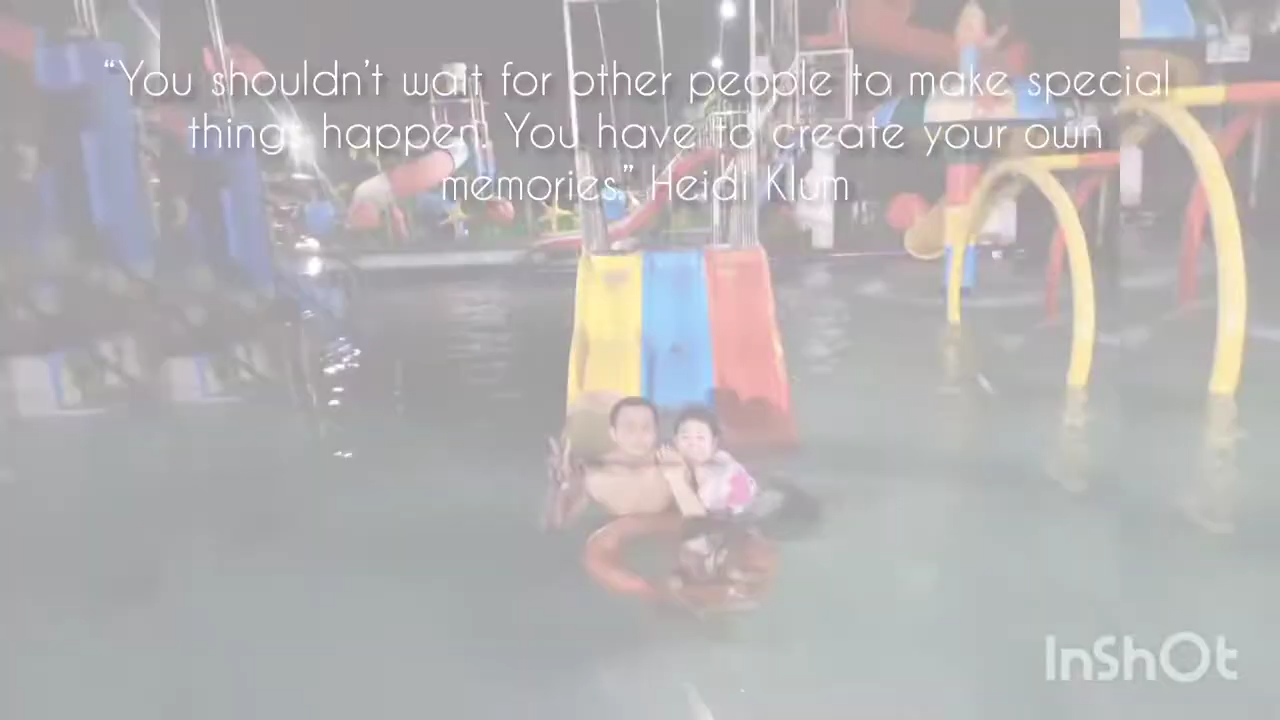 “You shouldn’t wait for other people to make special
things happen. You have to create your own
memories.” Heidi Klum
InShOt